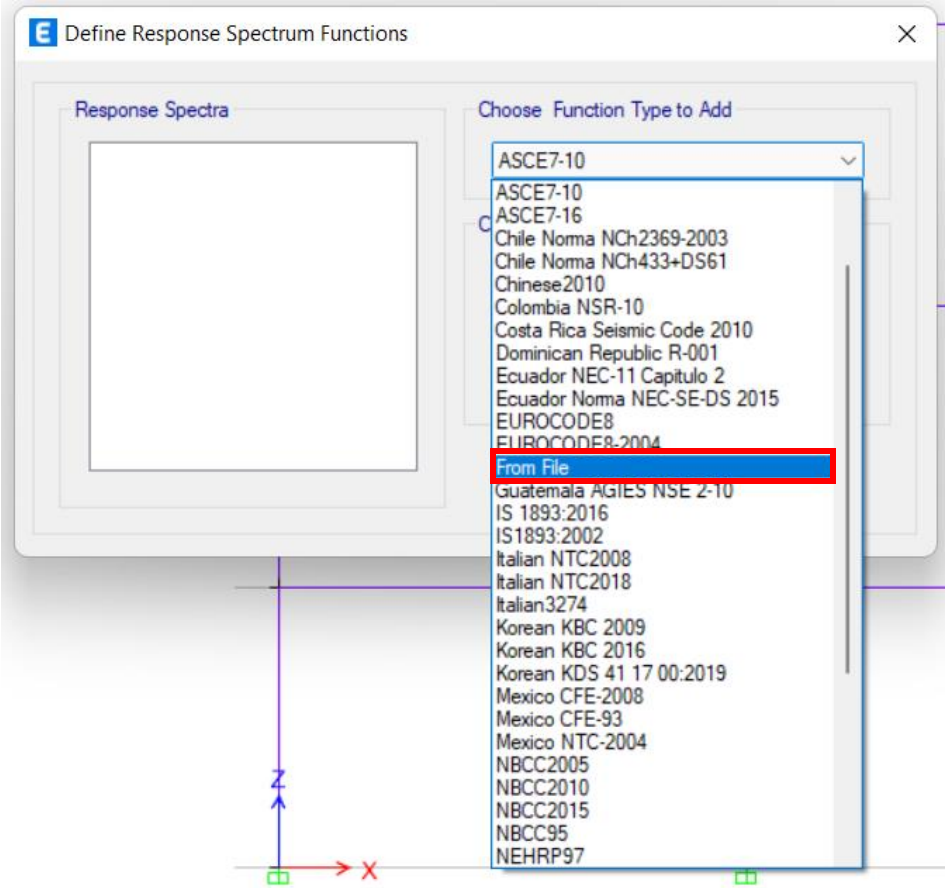 E Define Response Spectrum Functions
Response Spectra
Choose Function Type to Add
ASCE7-10
ASCE7-10
ASCE7-16
C
Chile Norma NCh2369-2003
Chile Norma NCh433+DS61
Chinese2010
Colombia NSR-10
Costa Rica Seismic Code 2010
Dominican Republic R-001
Ecuador NEC-11 Capitulo 2
Ecuador Norma NEC-SE-DS 2015
EUROCODE8
EUROCODE8-2004
From File
Guatemala AGIES NSE 2-10
IS 1893:2016
IS1893:2002
Italian NTC2008
Italian NTC2018
Italian3274
Korean KBC 2009
Korean KBC 2016
Korean KDS 41 17 00:2019
Mexico CFE-2008
Mexico CFE-93
Mexico NTC-2004
NBCC2005
NBCC2010
NBCC2015
NBCC95
NEHRP97
Z
X